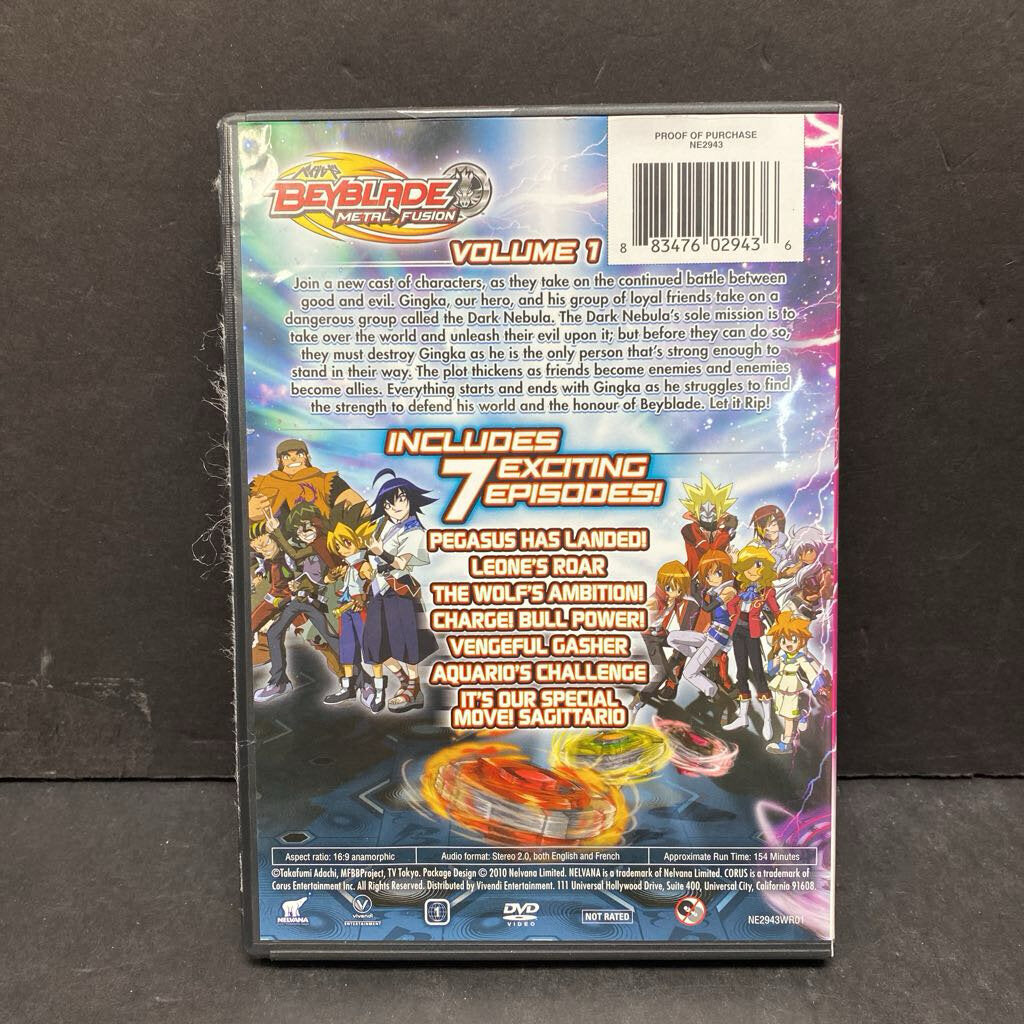 PROOF OF PURCHASE
NE2943
8 83476 02943 6
ベイブレード
BEYBLADE
METAL FUSION
VOLUME 1
Join a new cast of characters, as they take on the continued battle between
good and evil. Gingka, our hero, and his group of loyal friends take on a
dangerous group called the Dark Nebula. The Dark Nebula's sole mission is to
take over the world and unleash their evil upon it; but before they can do so,
they must destroy Gingka as he is the only person that's strong enough to
stand in their way. The plot thickens as friends become enemies and enemies
become allies. Everything starts and ends with Gingka as he struggles to find
the strength to defend his world and the honour of Beyblade. Let it Rip!
INCLUDES
7 EXCITING
EPISODES!
PEGASUS HAS LANDED!
LEONE'S ROAR
THE WOLF'S AMBITION!
CHARGE! BULL POWER!
VENGEFUL GASHER
AQUARIO'S CHALLENGE
IT'S OUR SPECIAL
MOVE! SAGITTARIO
Aspect ratio: 16:9 anamorphic
Audio format: Stereo 2.0, both English and French
Approximate Run Time: 154 Minutes
©Takafumi Adachi, MFBBProject, TV Tokyo. Package Design © 2010 Nelvana Limited. NELVANA is a trademark of Nelvana Limited. CORUS is a trademark of
Corus Entertainment Inc. All Rights Reserved. Distributed by Vivendi Entertainment. 111 Universal Hollywood Drive, Suite 400, Universal City, California 91608.
NELVANA
vivendi
ENTERTAINMENT
1
DVD
VIDEO
NOT RATED
NE2943WR01